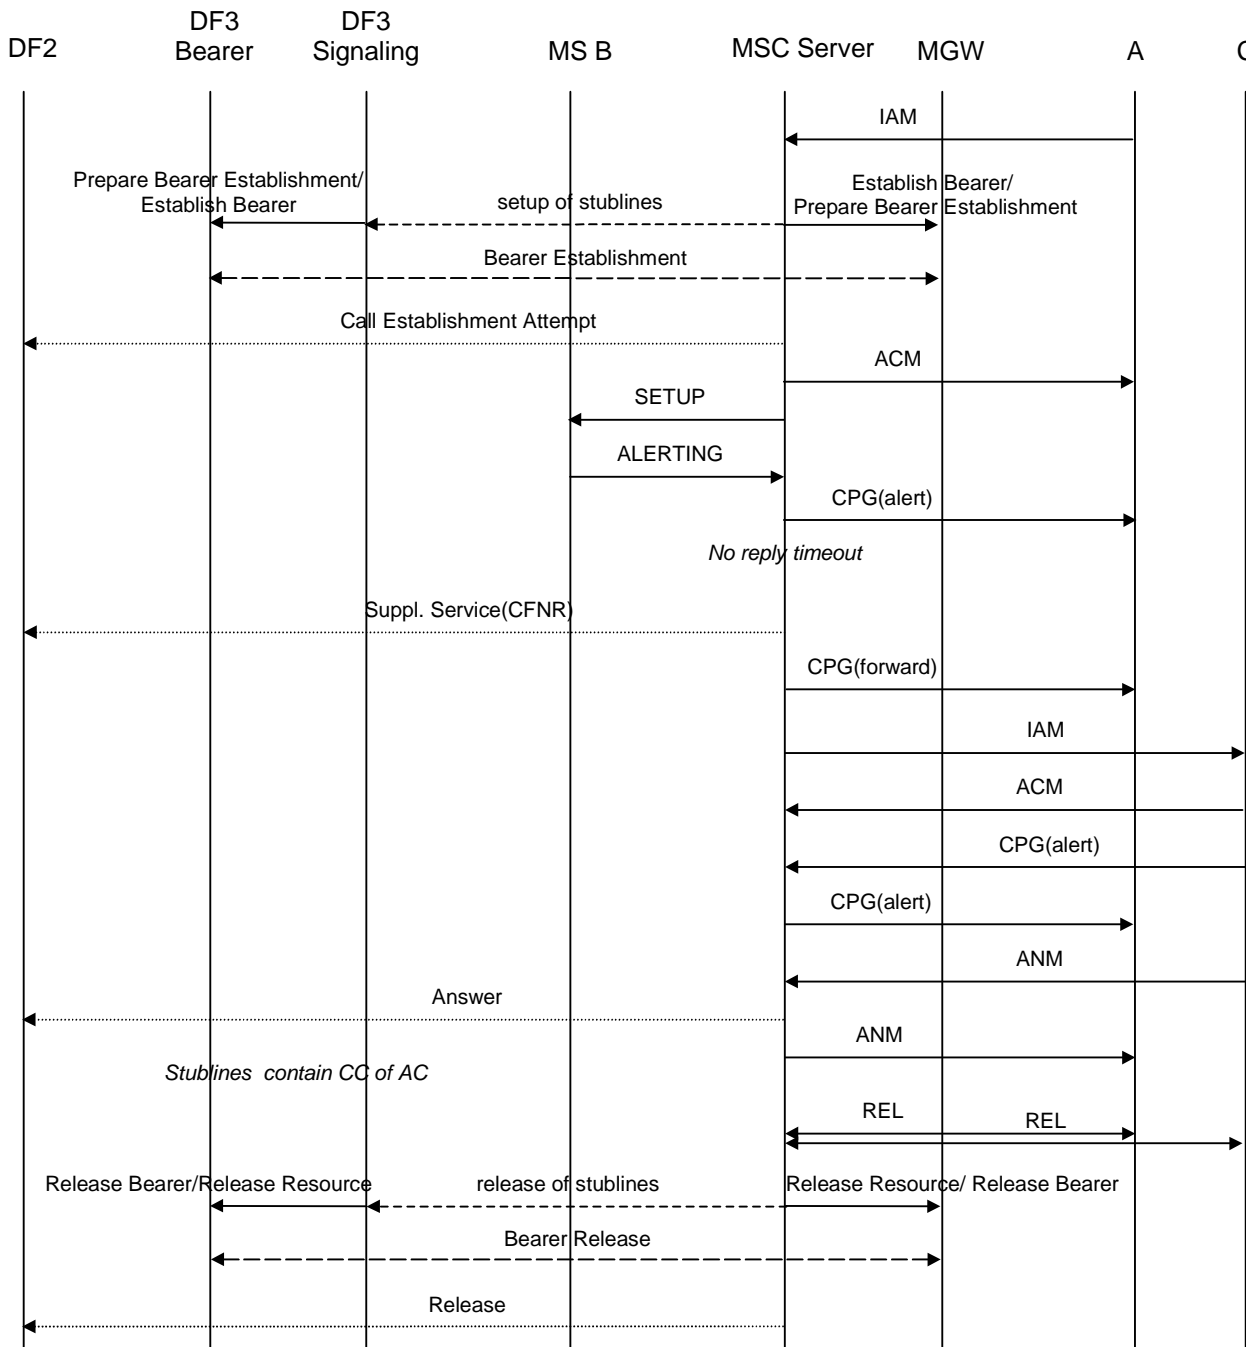 DF2
DF3
Bearer
DF3
Signaling
MS B
MSC Server
MGW
A
C
IAM
Prepare Bearer Establishment/
Establish Bearer
setup of stublines
Establish Bearer/
Prepare Bearer Establishment
Bearer Establishment
Call Establishment Attempt
ACM
SETUP
ALERTING
CPG(alert)
No reply timeout
Suppl. Service(CFNR)
CPG(forward)
IAM
ACM
CPG(alert)
CPG(alert)
ANM
Answer
ANM
Stublines contain CC of AC
REL
REL
Release Bearer/Release Resource
release of stublines
Release Resource/ Release Bearer
Bearer Release
Release